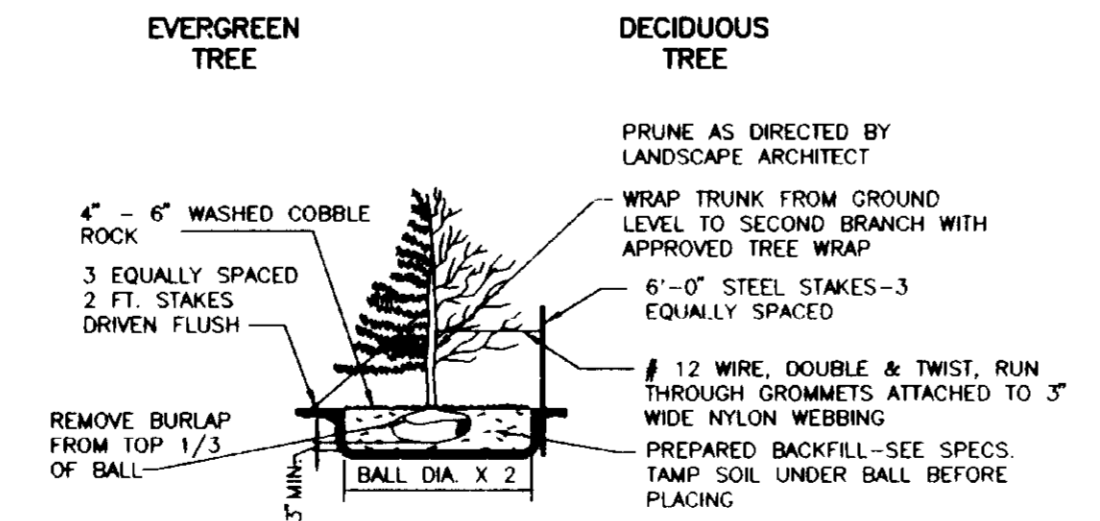 EVERGREEN
TREE
DECIDUOUS
TREE
PRUNE AS DIRECTED BY
LANDSCAPE ARCHITECT
4" - 6" WASHED COBBLE
ROCK
WRAP TRUNK FROM GROUND
LEVEL TO SECOND BRANCH WITH
APPROVED TREE WRAP
3 EQUALLY SPACED
2 FT. STAKES
DRIVEN FLUSH
6'-0" STEEL STAKES-3
EQUALLY SPACED
# 12 WIRE, DOUBLE & TWIST, RUN
THROUGH GROMMETS ATTACHED TO 3"
WIDE NYLON WEBBING
REMOVE BURLAP
FROM TOP 1/3
OF BALL
PREPARED BACKFILL-SEE SPECS.
TAMP SOIL UNDER BALL BEFORE
PLACING
BALL DIA. X 2
MIN.